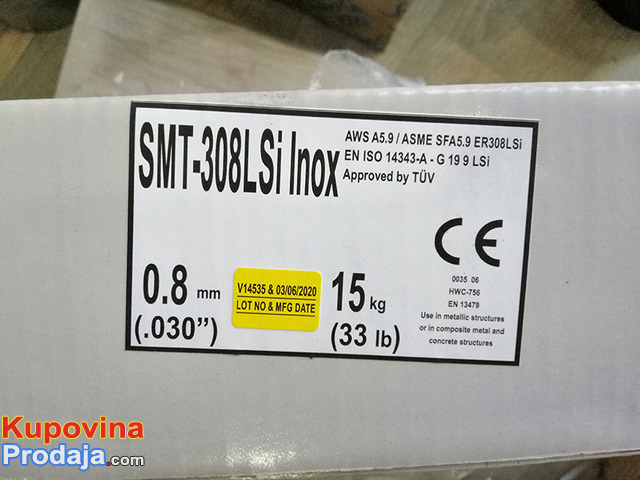 SMT-308LSi Inox
AWS A5.9 / ASME SFA5.9 ER308LSi
EN ISO 14343-A - G 19 9 LSi
Approved by TÜV
CE
0035 06
HWC-756
EN 13479
Use in metallic structures
or in composite metal and
concrete structures
0.8 mm
(.030”)
V14535 & 03/06/2020
LOT NO & MFG DATE
15 kg
(33 lb)
Kupovina
Prodaja.com